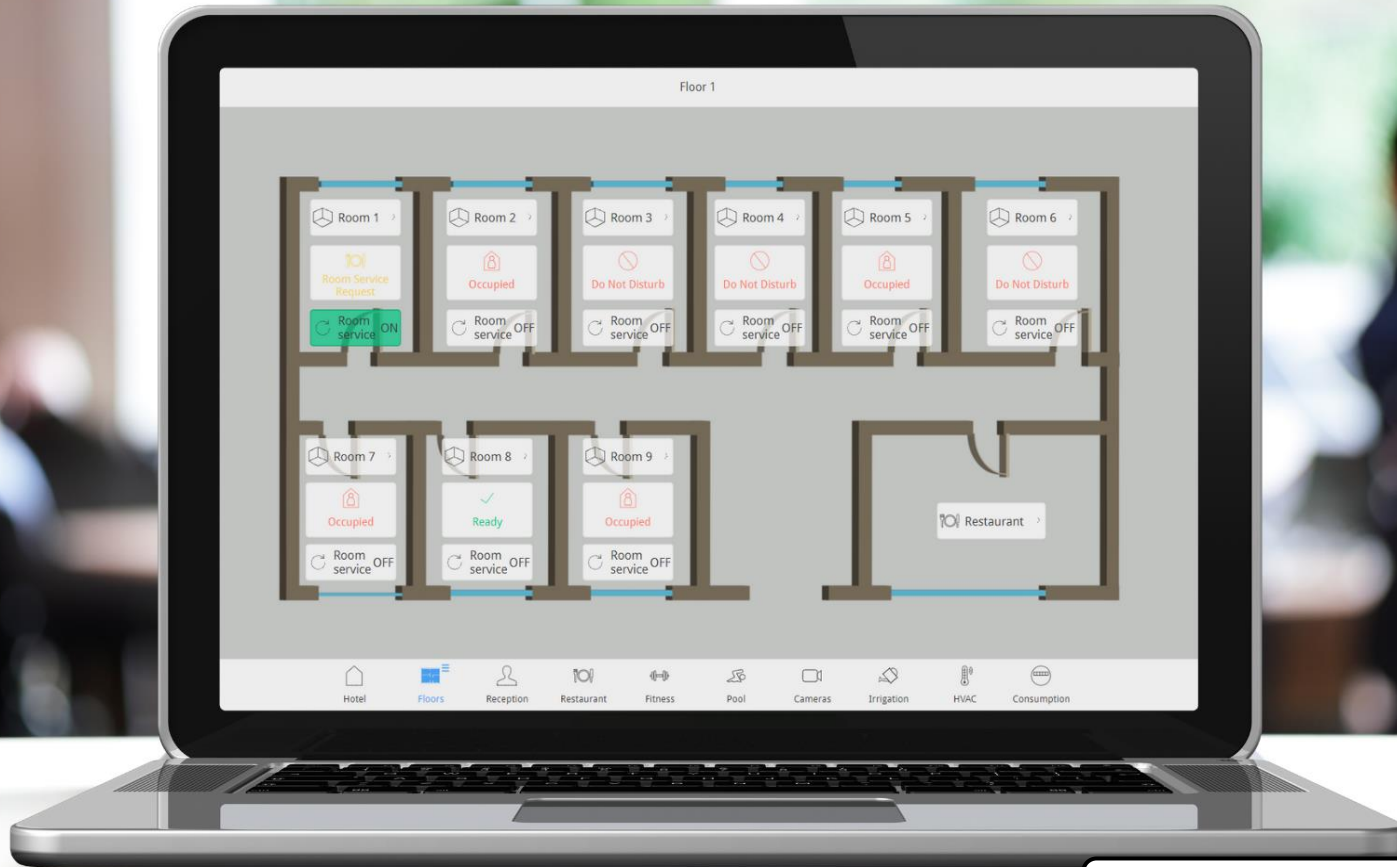 Floor 1
Room 1
Room 2
Room 3
Room 4
Room 5
Room 6
Room Service
Request
Occupied
Do Not Disturb
Do Not Disturb
Occupied
Do Not Disturb
Room
service
ON
Room
service
OFF
Room
service
OFF
Room
service
OFF
Room
service
OFF
Room
service
OFF
Room 7
Room 8
Room 9
Occupied
Ready
Occupied
Restaurant
Room
service
OFF
Room
service
OFF
Room
service
OFF
Hotel
Floors
Reception
Restaurant
Fitness
Pool
Cameras
Irrigation
HVAC
Consumption